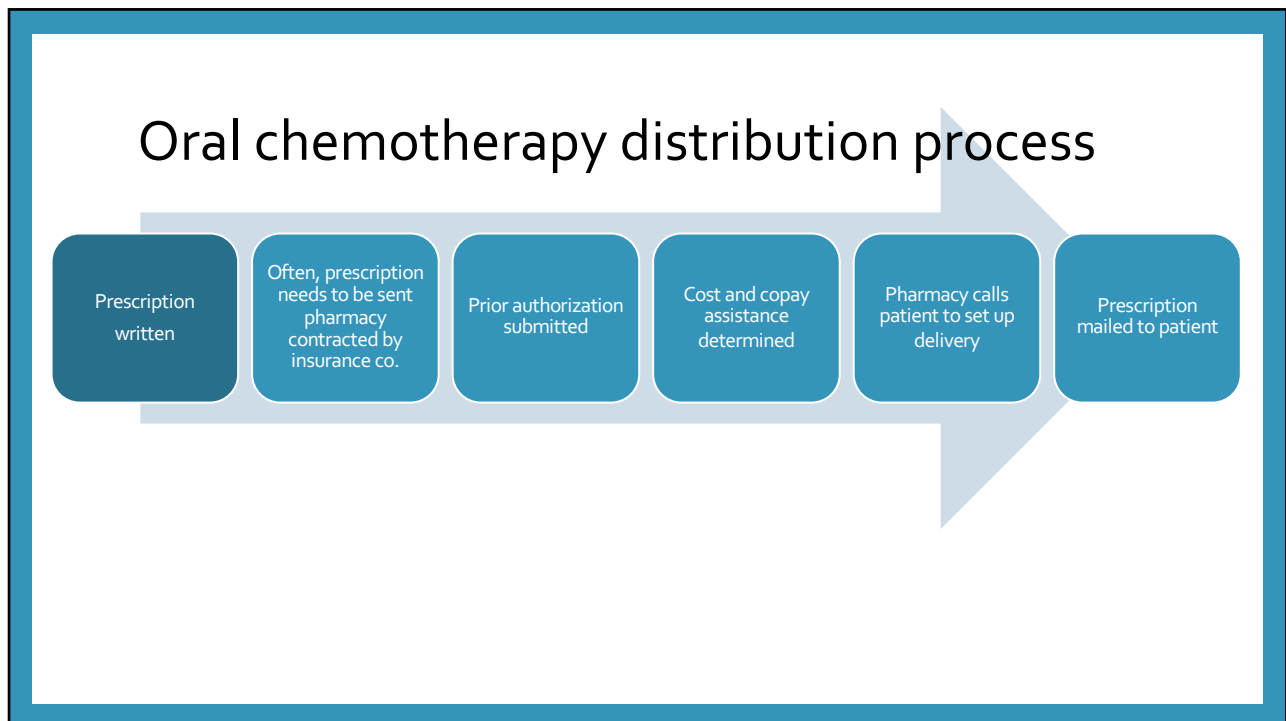 Oral chemotherapy distribution process
Prescription
written
Often, prescription
needs to be sent
pharmacy
contracted by
insurance co.
Prior authorization
submitted
Cost and copay
assistance
determined
Pharmacy calls
patient to set up
delivery
Prescription
mailed to patient